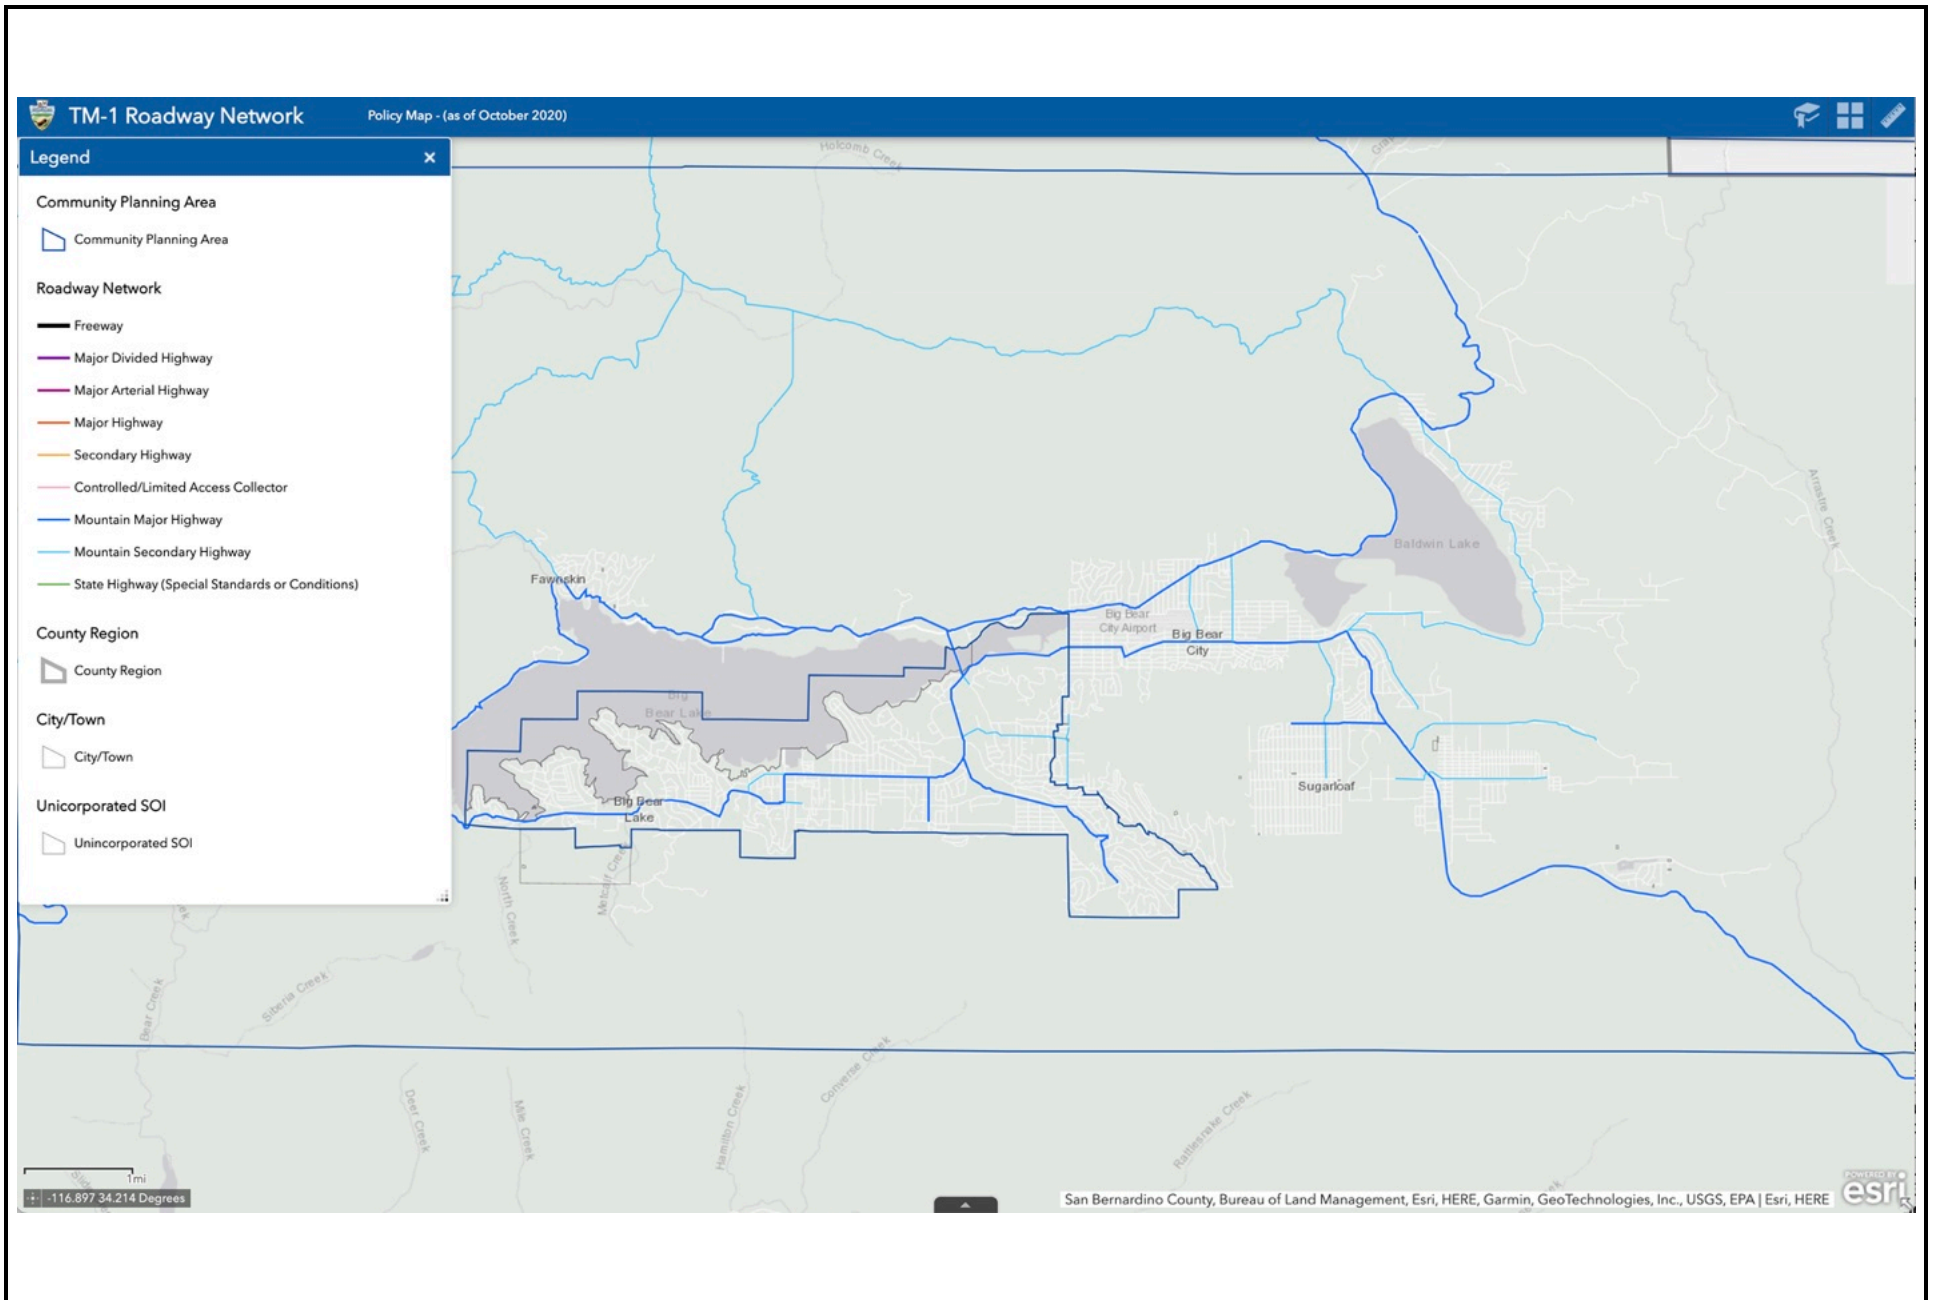 TM-1 Roadway Network
Policy Map - (as of October 2020)
Legend
Community Planning Area
Community Planning Area
Roadway Network
Freeway
Major Divided Highway
Major Arterial Highway
Major Highway
Secondary Highway
Controlled/Limited Access Collector
Mountain Major Highway
Mountain Secondary Highway
State Highway (Special Standards or Conditions)
County Region
County Region
City/Town
City/Town
Unicorporated SOI
Unincorporated SOI
Holcomb Creek
Fawnskin
Baldwin Lake
Arrastre Creek
Big Bear
City Airport
Big Bear
City
Big
Bear Lake
Sugarloaf
Big Bear
Lake
North Creek
Metcalf Creek
Siberia Creek
Bear Creek
Deer Creek
Mile Creek
Hamilton Creek
Converse Creek
Rattlesnake Creek
1mi
-116.897 34.214 Degrees
San Bernardino County, Bureau of Land Management, Esri, HERE, Garmin, GeoTechnologies, Inc., USGS, EPA | Esri, HERE
POWERED BY
esri